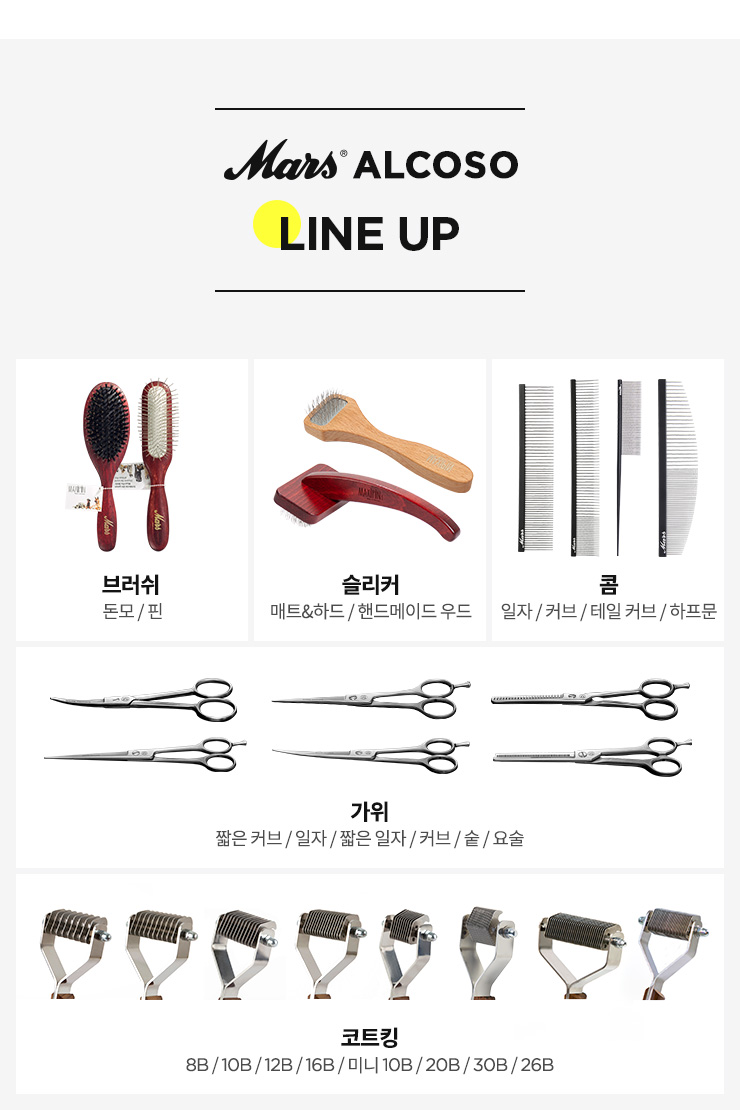 Mars® ALCOSO
LINE UP
브러쉬
돈모 / 핀
슬리커
매트&하드 / 핸드메이드 우드
콤
일자 / 커브 / 테일 커브 / 하프문
가위
짧은 커브 / 일자 / 짧은 일자 / 커브 / 숱 / 요술
코트킹
8B / 10B / 12B / 16B / 미니 10B / 20B / 30B / 26B